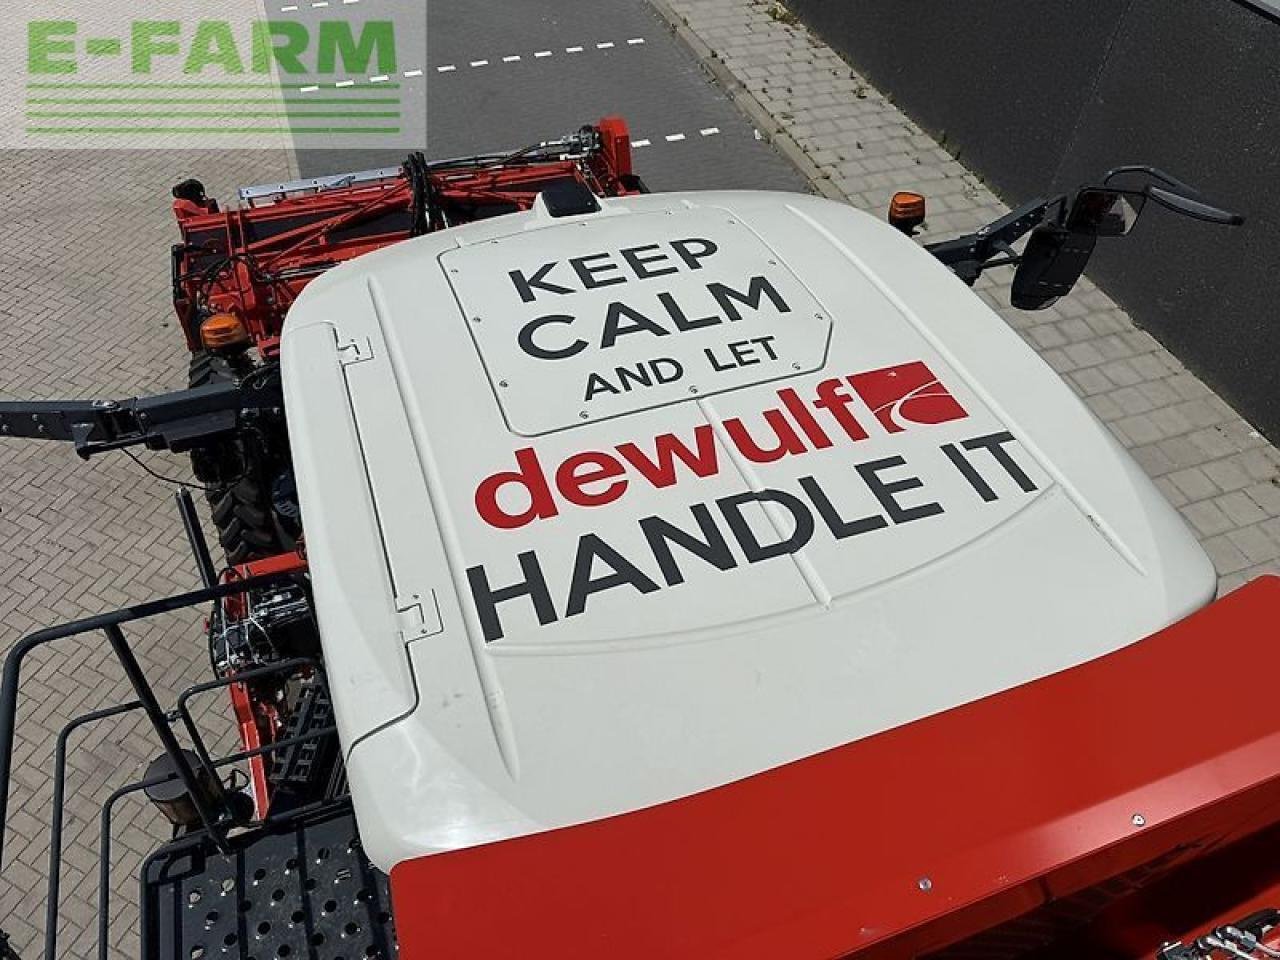 E-FARM
KEEP
CALM
AND LET
dewulf
HANDLE IT